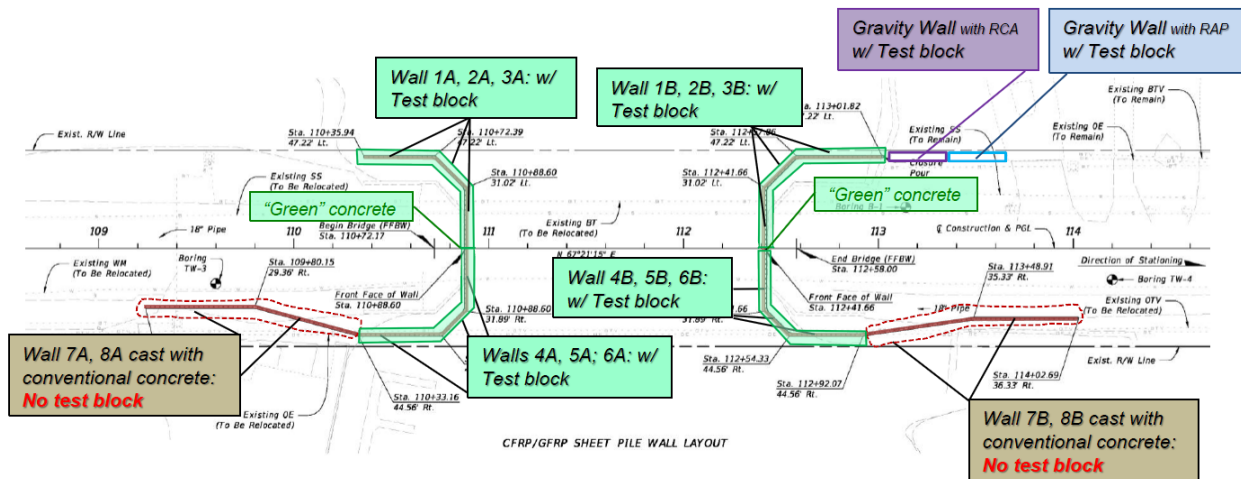 Gravity Wall with RCA
w/ Test block
Gravity Wall with RAP
w/ Test block
Wall 1A, 2A, 3A: w/
Test block
Wall 1B, 2B, 3B: w/
Test block
Exist. R/W Line
Sta. 110+35.94
47.22' Lt.
Sta. 110+72.39
47.22' Lt.
Sta. 113+01.82
Existing SS
(To Remain)
Existing OE
(To Remain)
Existing BTV
(To Remain)
Closure
Pour
Sta. 110+88.60
31.02' Lt.
Sta. 112+41.66
31.02' Lt.
Existing SS
(To Be Relocated)
"Green" concrete
"Green" concrete
Boring B-1
Existing BT
(To Be Relocated)
Begin Bridge (FFBW)
Sta. 110+72.17
109
18" Pipe
110
111
112
113
℄ Construction & PGL
114
N 67°21'15" E
End Bridge (FFBW)
Sta. 112+58.00
Direction of Stationing
Existing WM
(To Be Relocated)
Boring
TW-3
Sta. 109+80.15
29.36' Rt.
Front Face of Wall
Sta. 110+88.60
Sta. 110+88.60
31.89' Rt.
Wall 4B, 5B, 6B:
w/ Test block
Front Face of Wall
Sta. 112+41.66
18" Pipe
Sta. 113+48.91
35.33' Rt.
Boring TW-4
Existing OTV
(To Be Relocated)
31.89' Rt.
Wall 7A, 8A cast with
conventional concrete:
No test block
Walls 4A, 5A; 6A: w/
Test block
Sta. 112+54.33
44.56' Rt.
Exist. R/W Line
Existing OE
(To Be Relocated)
Sta. 110+33.16
44.56' Rt.
Sta. 112+92.07
44.56' Rt.
Sta. 114+02.69
36.33' Rt.
Wall 7B, 8B cast with
conventional concrete:
No test block
CFRP/GFRP SHEET PILE WALL LAYOUT